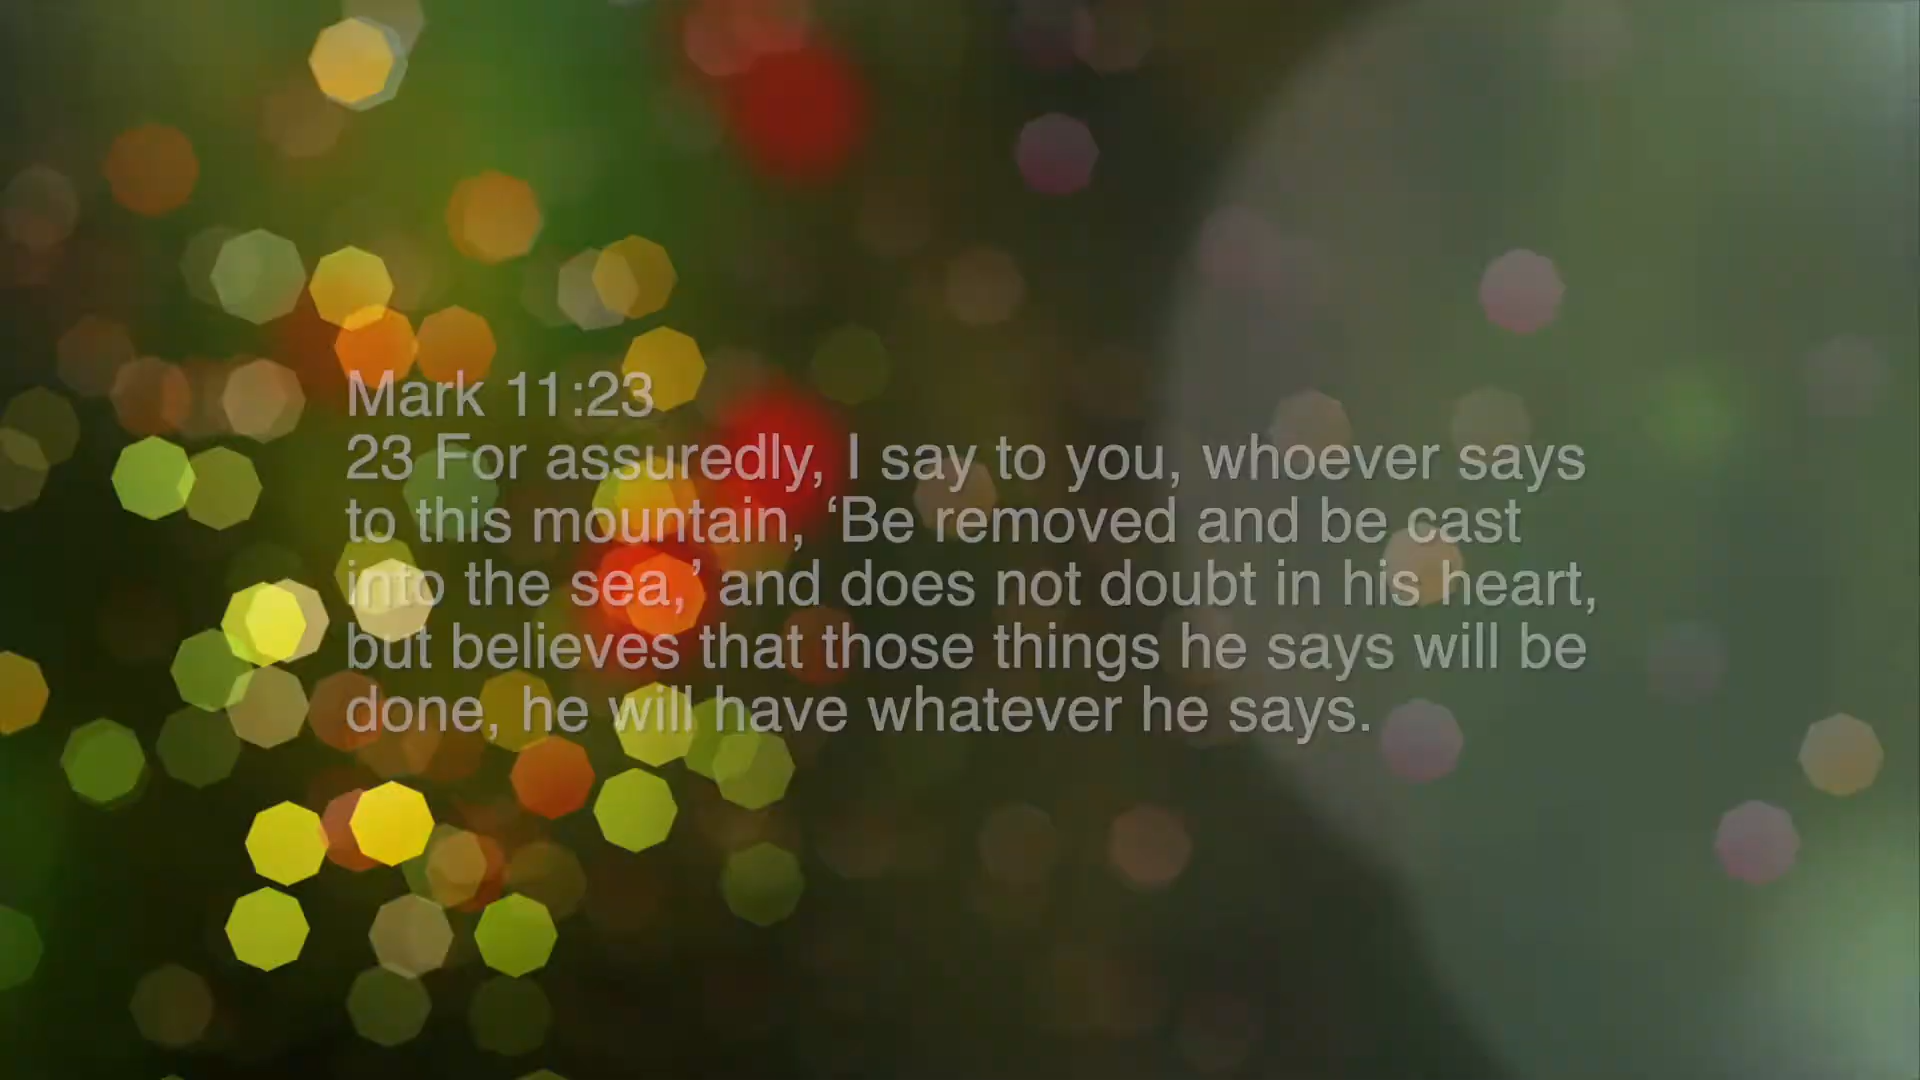 Mark 11:23
23 For assuredly, I say to you, whoever says
to this mountain, ‘Be removed and be cast
into the sea,’ and does not doubt in his heart,
but believes that those things he says will be
done, he will have whatever he says.